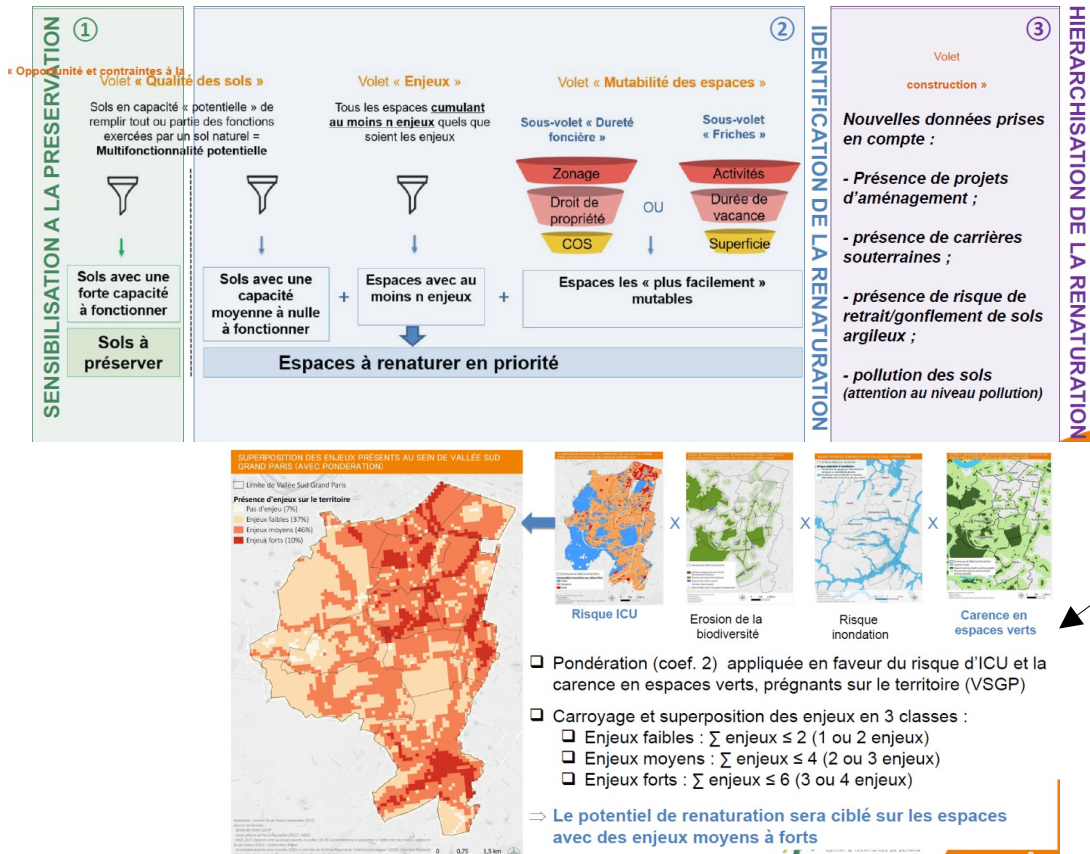 SENSIBILISATION A LA PRESERVATION
①
« Opportunité et contraintes à la
Volet « Qualité des sols »
Sols en capacité « potentielle » de
remplir tout ou partie des fonctions
exercées par un sol naturel =
Multifonctionnalité potentielle
Sols avec une
forte capacité
à fonctionner
Sols à
préserver
②
Volet « Enjeux »
Tous les espaces cumulant
au moins n enjeux quels que
soient les enjeux
Volet « Mutabilité des espaces »
Sous-volet « Dureté
foncière »
Zonage
Droit de
propriété
COS
OU
Sous-volet
« Friches »
Activités
Durée de
vacance
Superficie
Sols avec une
capacité
moyenne à nulle
à fonctionner
+
Espaces avec au
moins n enjeux
+
Espaces les « plus facilement »
mutables
Espaces à renaturer en priorité
IDENTIFICATION DE LA RENATURATION
③
Volet
construction »
Nouvelles données prises
en compte :
- Présence de projets
d'aménagement ;
- présence de carrières
souterraines ;
- présence de risque de
retrait/gonflement de sols
argileux ;
- pollution des sols
(attention au niveau pollution)
HIERARCHISATION DE LA RENATURATION
SUPERPOSITION DES ENJEUX PRÉSENTS AU SEIN DE VALLÉE SUD
GRAND PARIS (AVEC PONDERATION)
Limite de Vallée Sud Grand Paris
Présence d'enjeux sur le territoire
Pas d'enjeu (7%)
Enjeux faibles (37%)
Enjeux moyens (46%)
Enjeux forts (10%)
0 0,75 1,5 km
X
X
X
Risque ICU
Erosion de la
biodiversité
Risque
inondation
Carence en
espaces verts
❑ Pondération (coef. 2) appliquée en faveur du risque d'ICU et la
carence en espaces verts, prégnants sur le territoire (VSGP)
❑ Carroyage et superposition des enjeux en 3 classes :
❑ Enjeux faibles : ∑ enjeux ≤ 2 (1 ou 2 enjeux)
❑ Enjeux moyens : ∑ enjeux ≤ 4 (2 ou 3 enjeux)
❑ Enjeux forts : ∑ enjeux ≤ 6 (3 ou 4 enjeux)
⇒ Le potentiel de renaturation sera ciblé sur les espaces
avec des enjeux moyens à forts